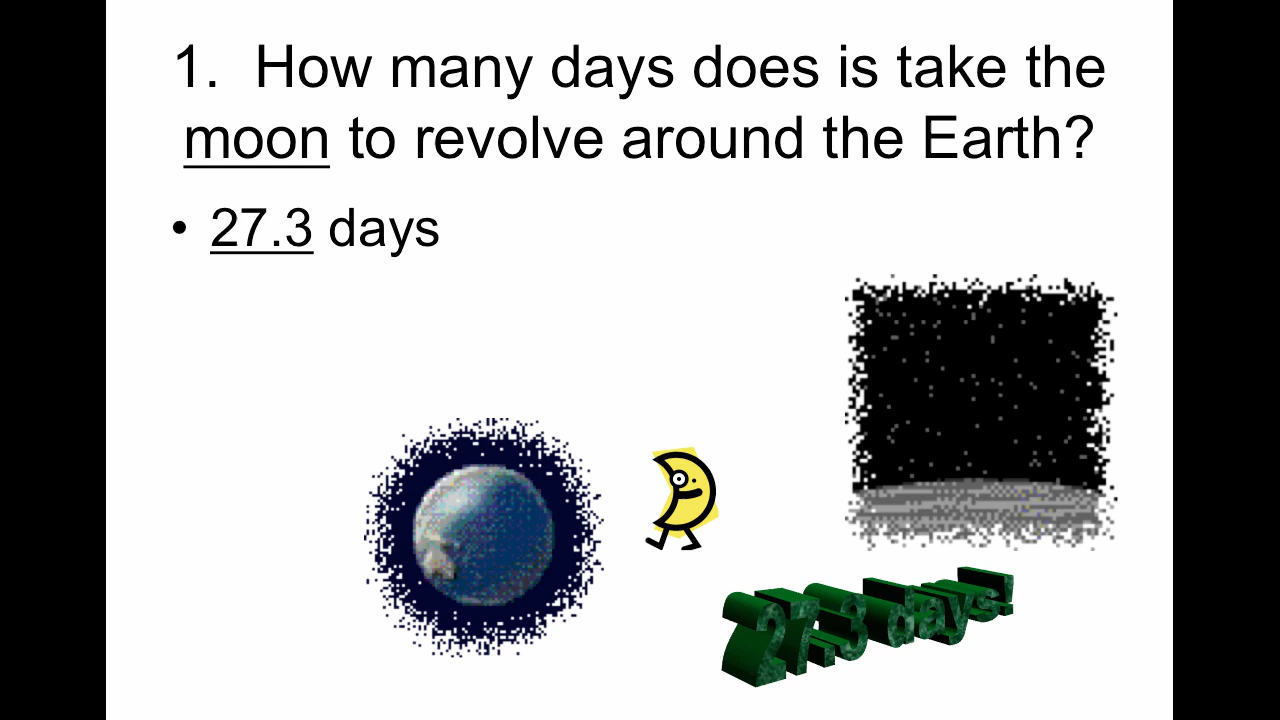 1. How many days does is take the
moon to revolve around the Earth?
• 27.3 days
27.3 days!